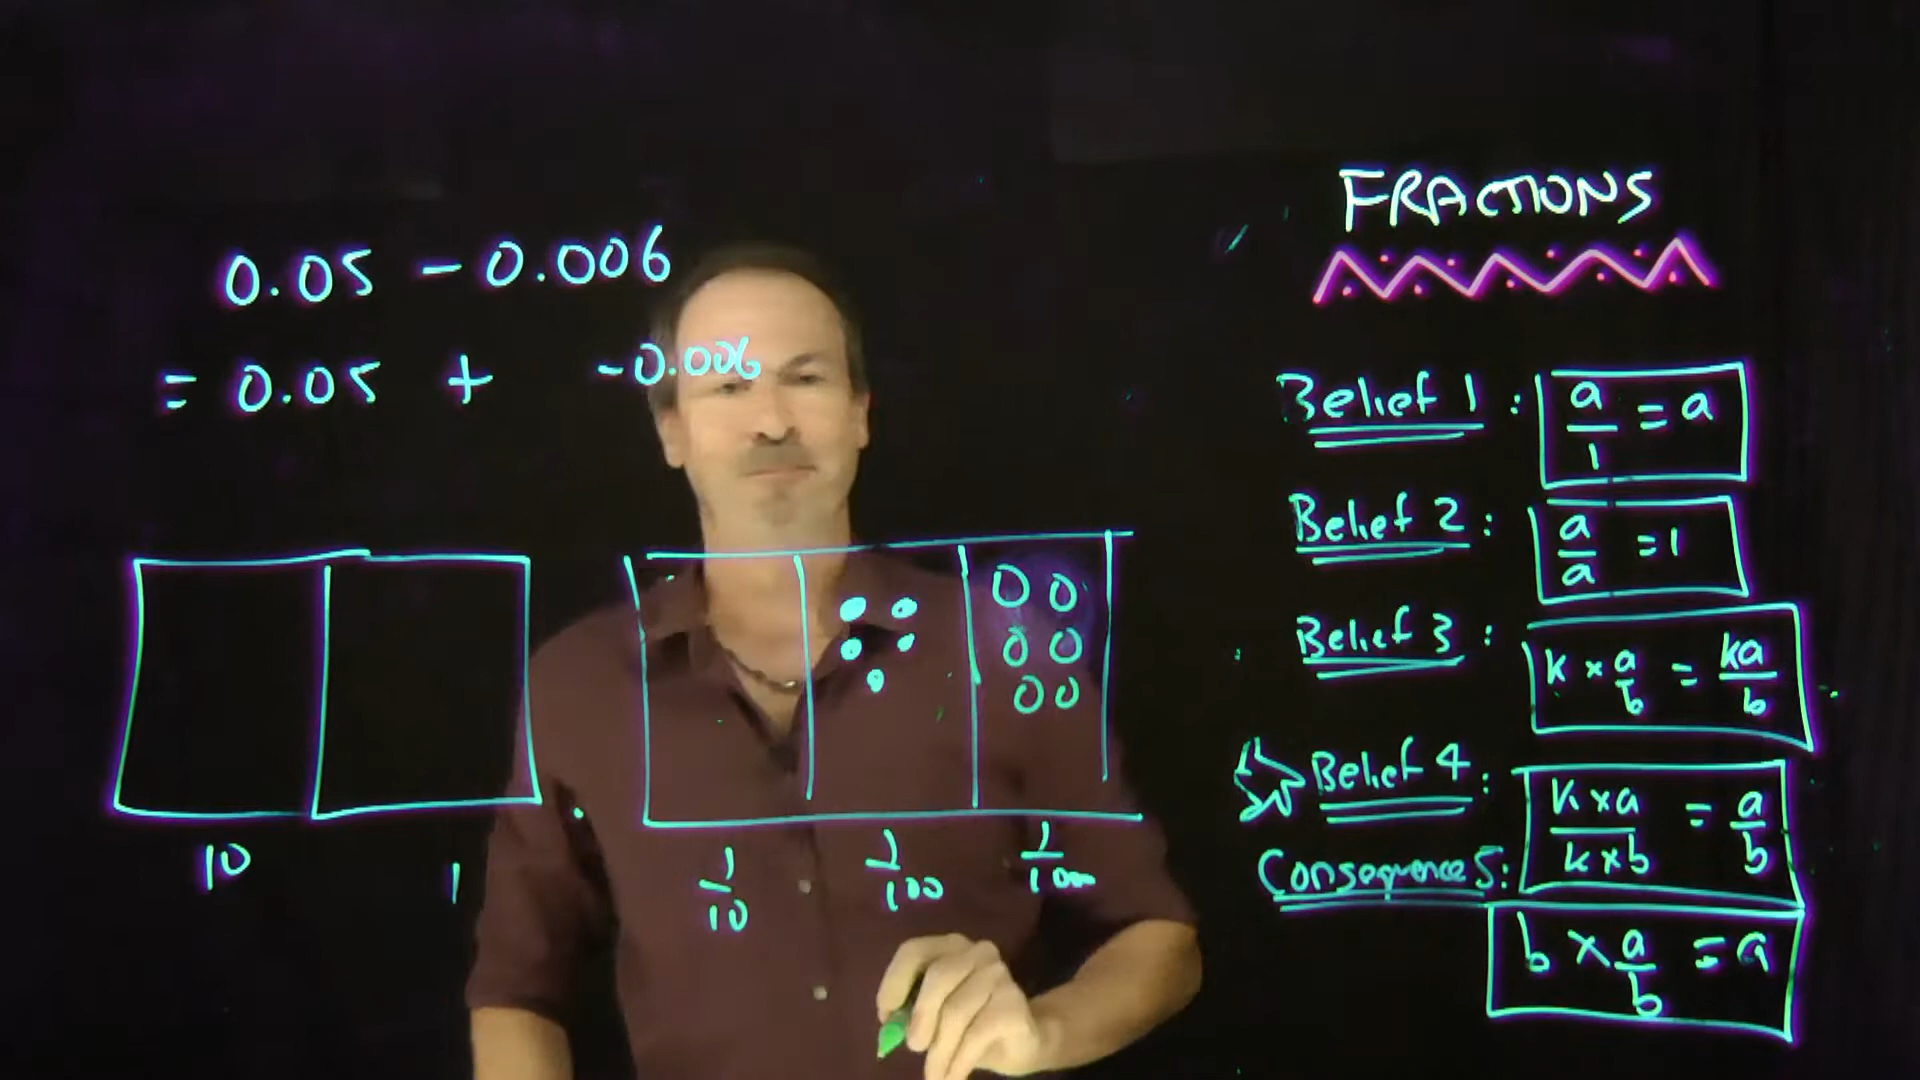 0.05 - 0.006
= 0.05 + -0.006
10
1
1/10
1/100
1/1000
FRACTIONS
Belief 1 : a/1 = a
Belief 2 : a/a = 1
Belief 3 : k × a/b = ka/b
Belief 4 : k × a / k × b = a/b
Consequence 5: b × a/b = a